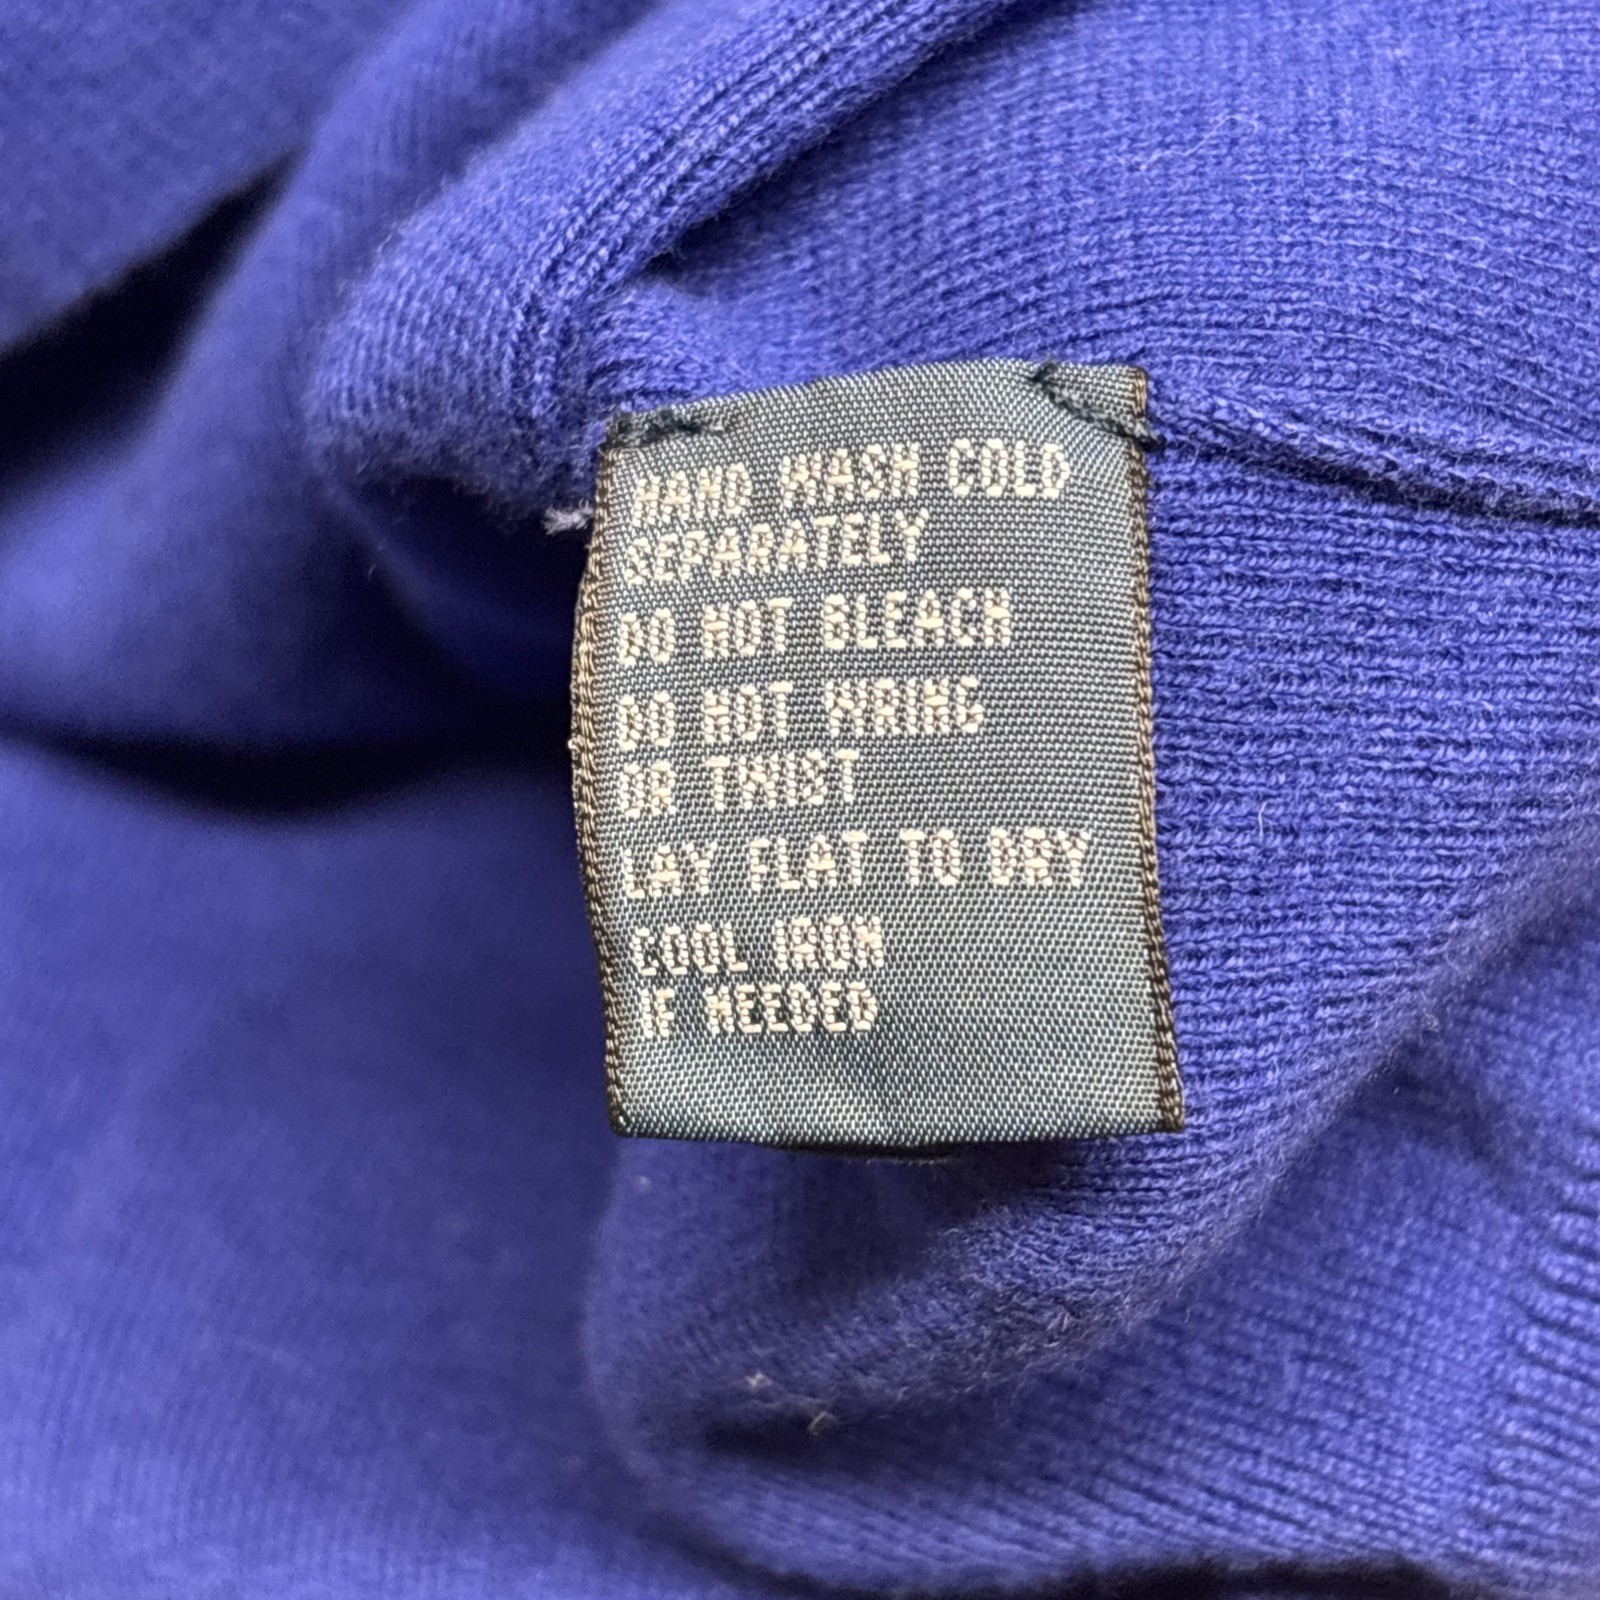 HAND WASH COLD
SEPARATELY
DO NOT BLEACH
DO NOT WRING
OR TWIST
LAY FLAT TO DRY
COOL IRON
IF NEEDED